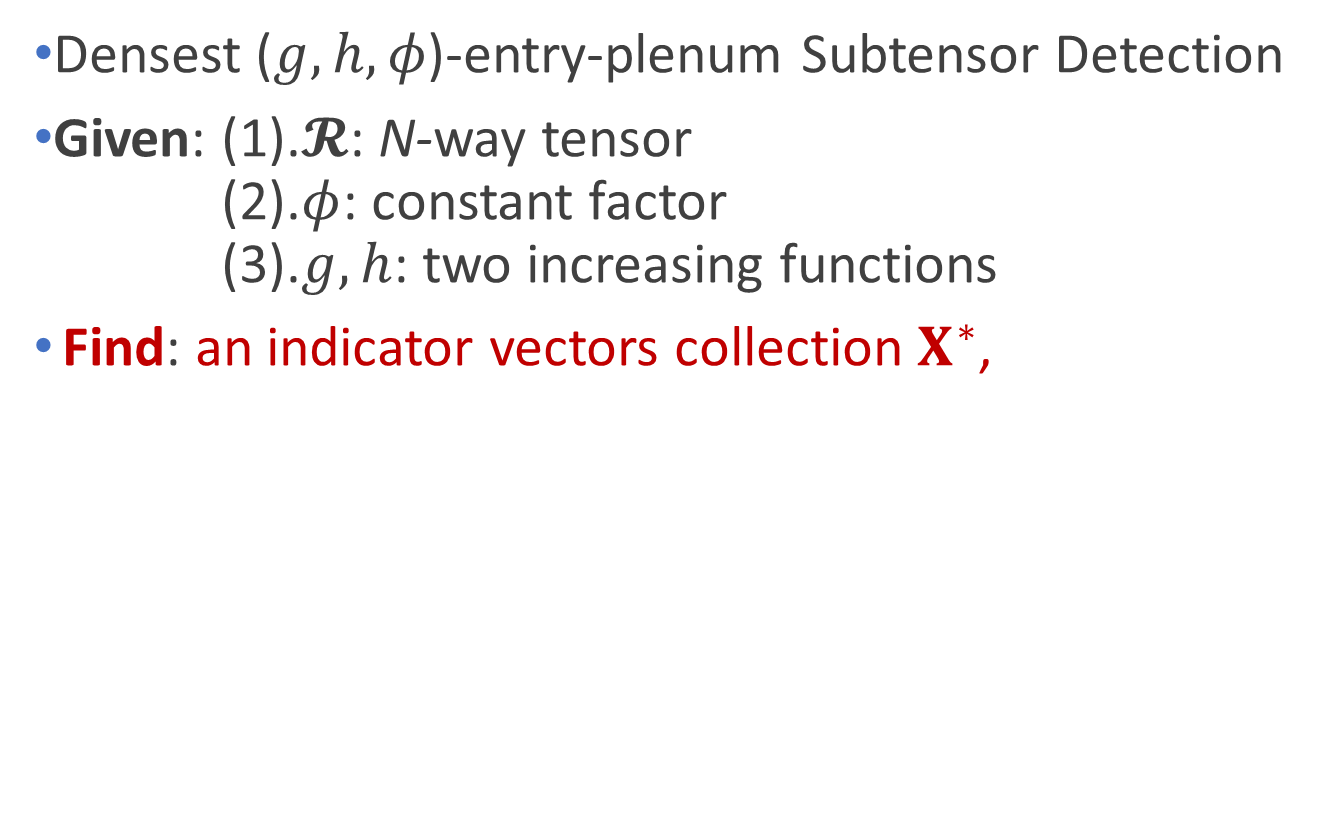 •Densest (g, h, ϕ)-entry-plenum Subtensor Detection
•Given: (1).𝓡: N-way tensor
(2).ϕ: constant factor
(3).g, h: two increasing functions
• Find: an indicator vectors collection 𝐗*,